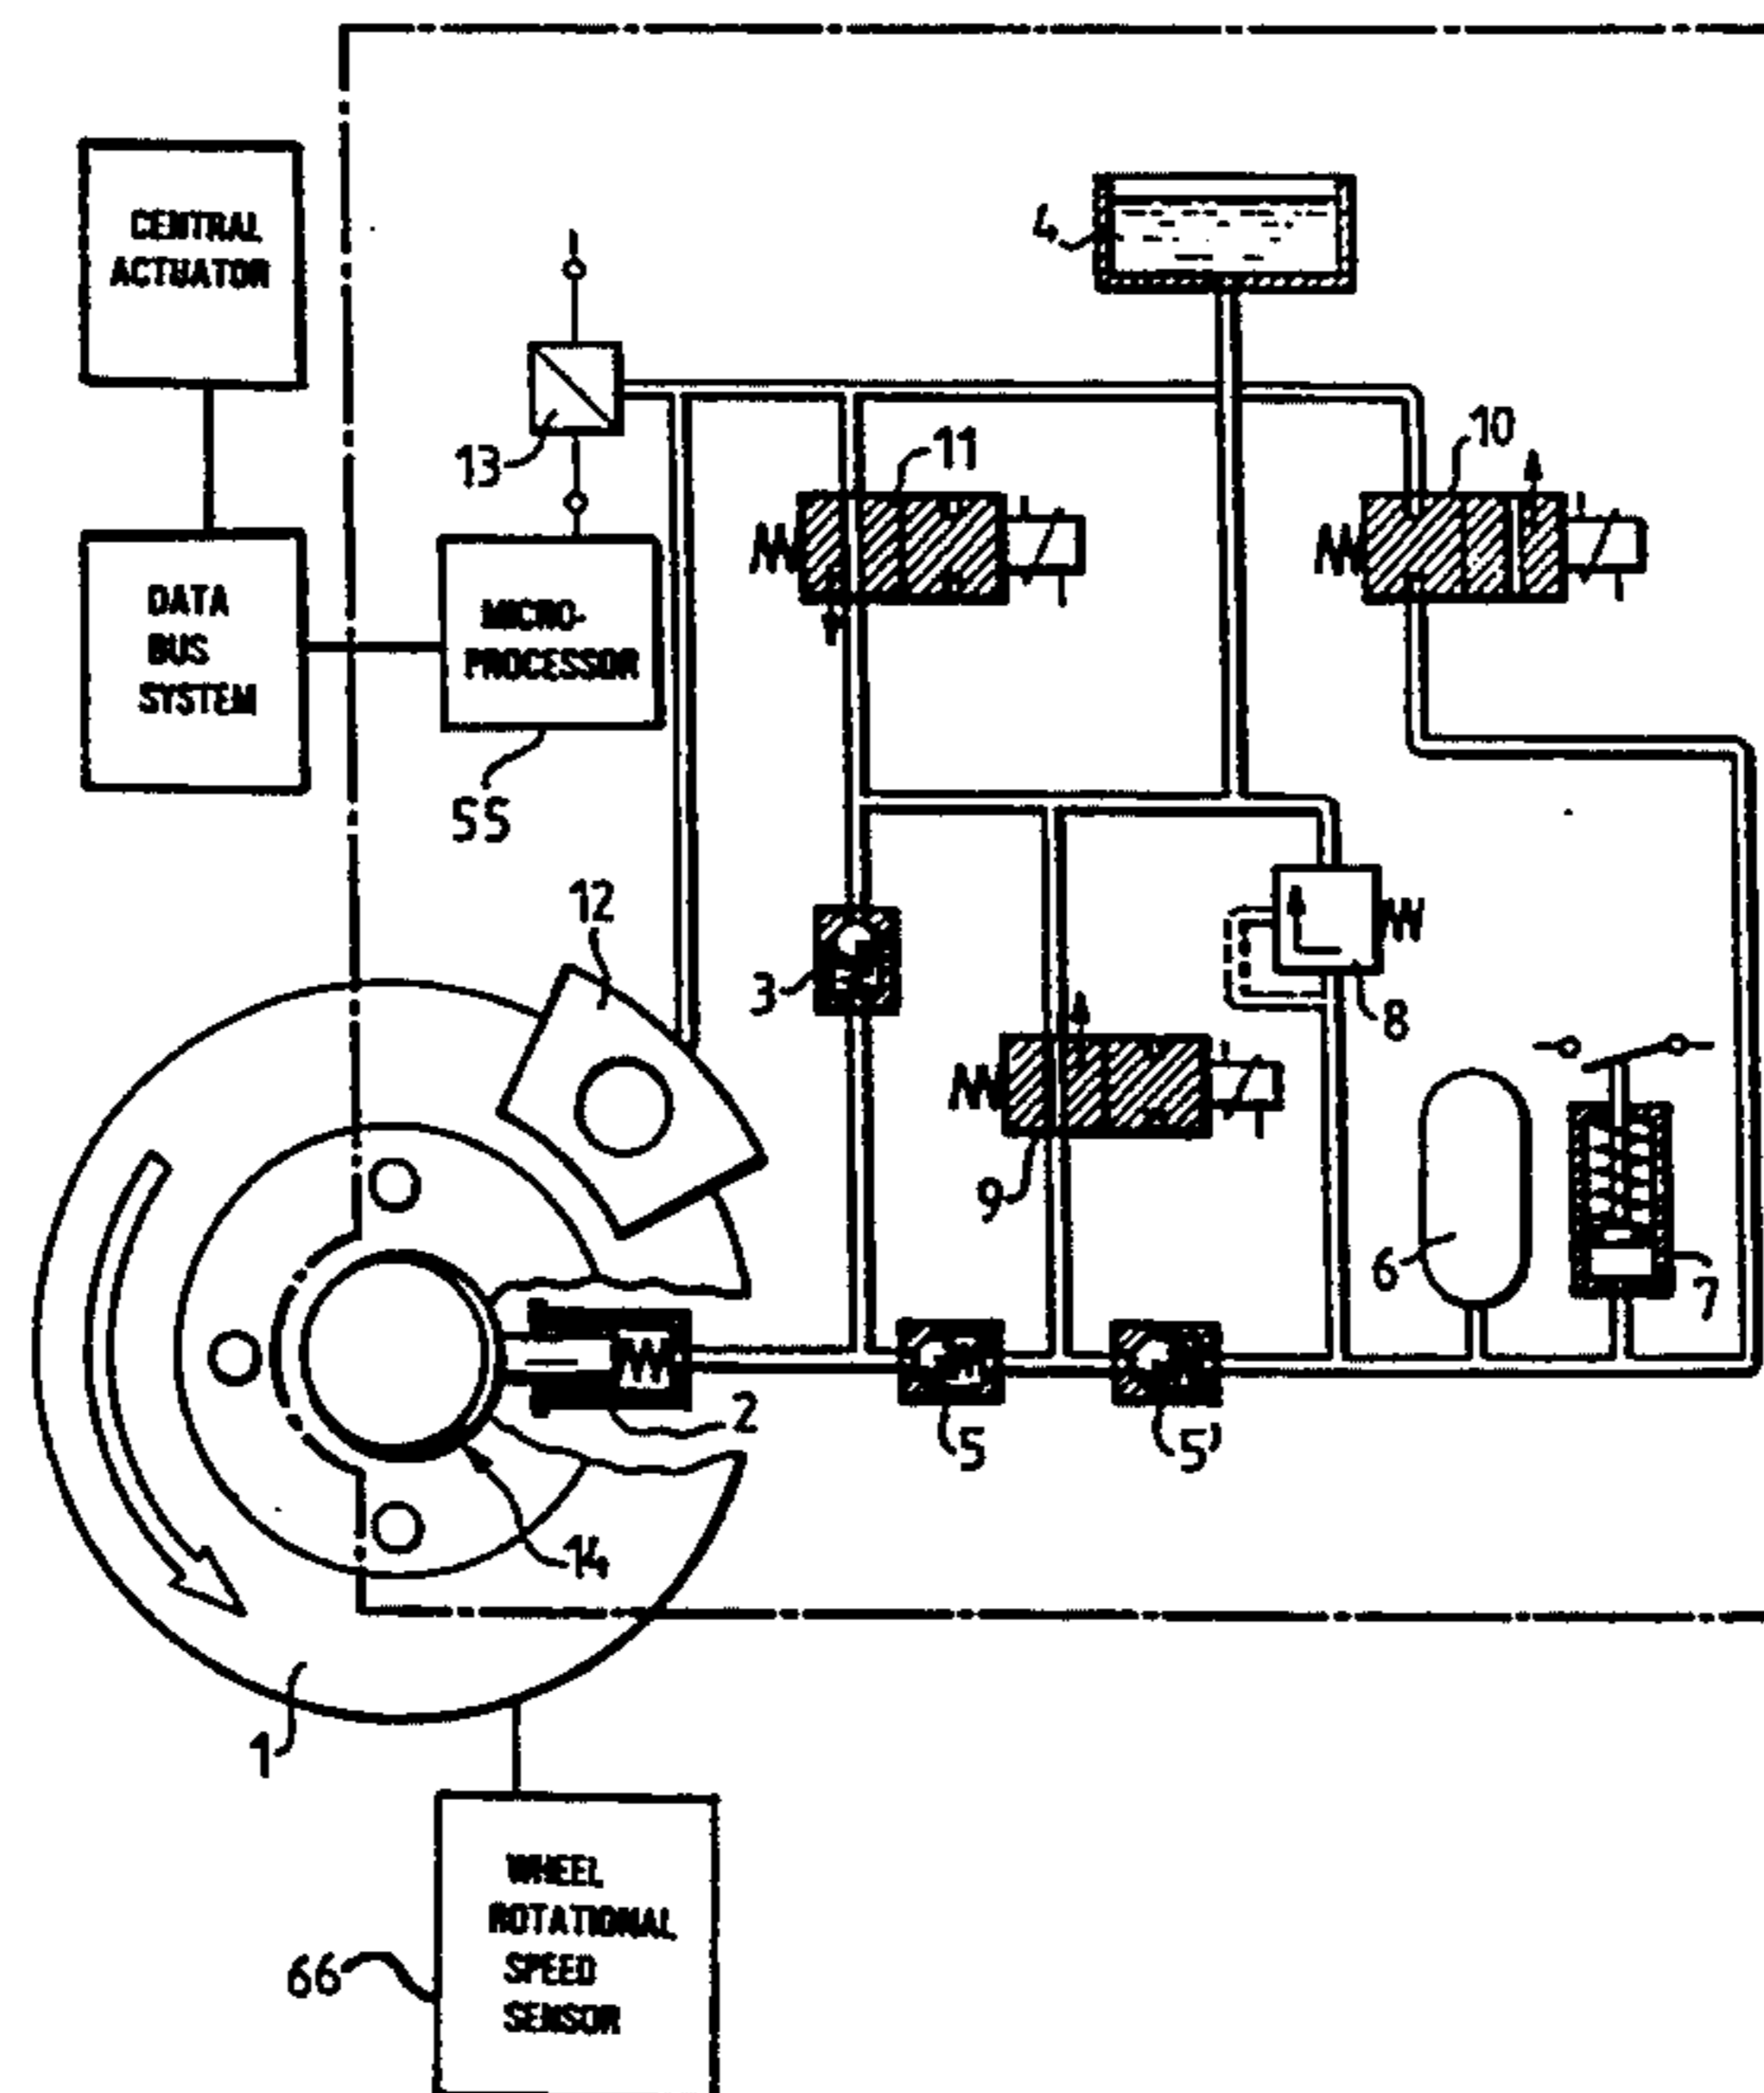 CENTRAL
ACTUATOR
4
13
11
10
DATA
BUS
SYSTEM
MICRO-
PROCESSOR
55
12
3
8
9
6
7
2
5
5'
14
1
WHEEL
ROTATIONAL
SPEED
SENSOR
66